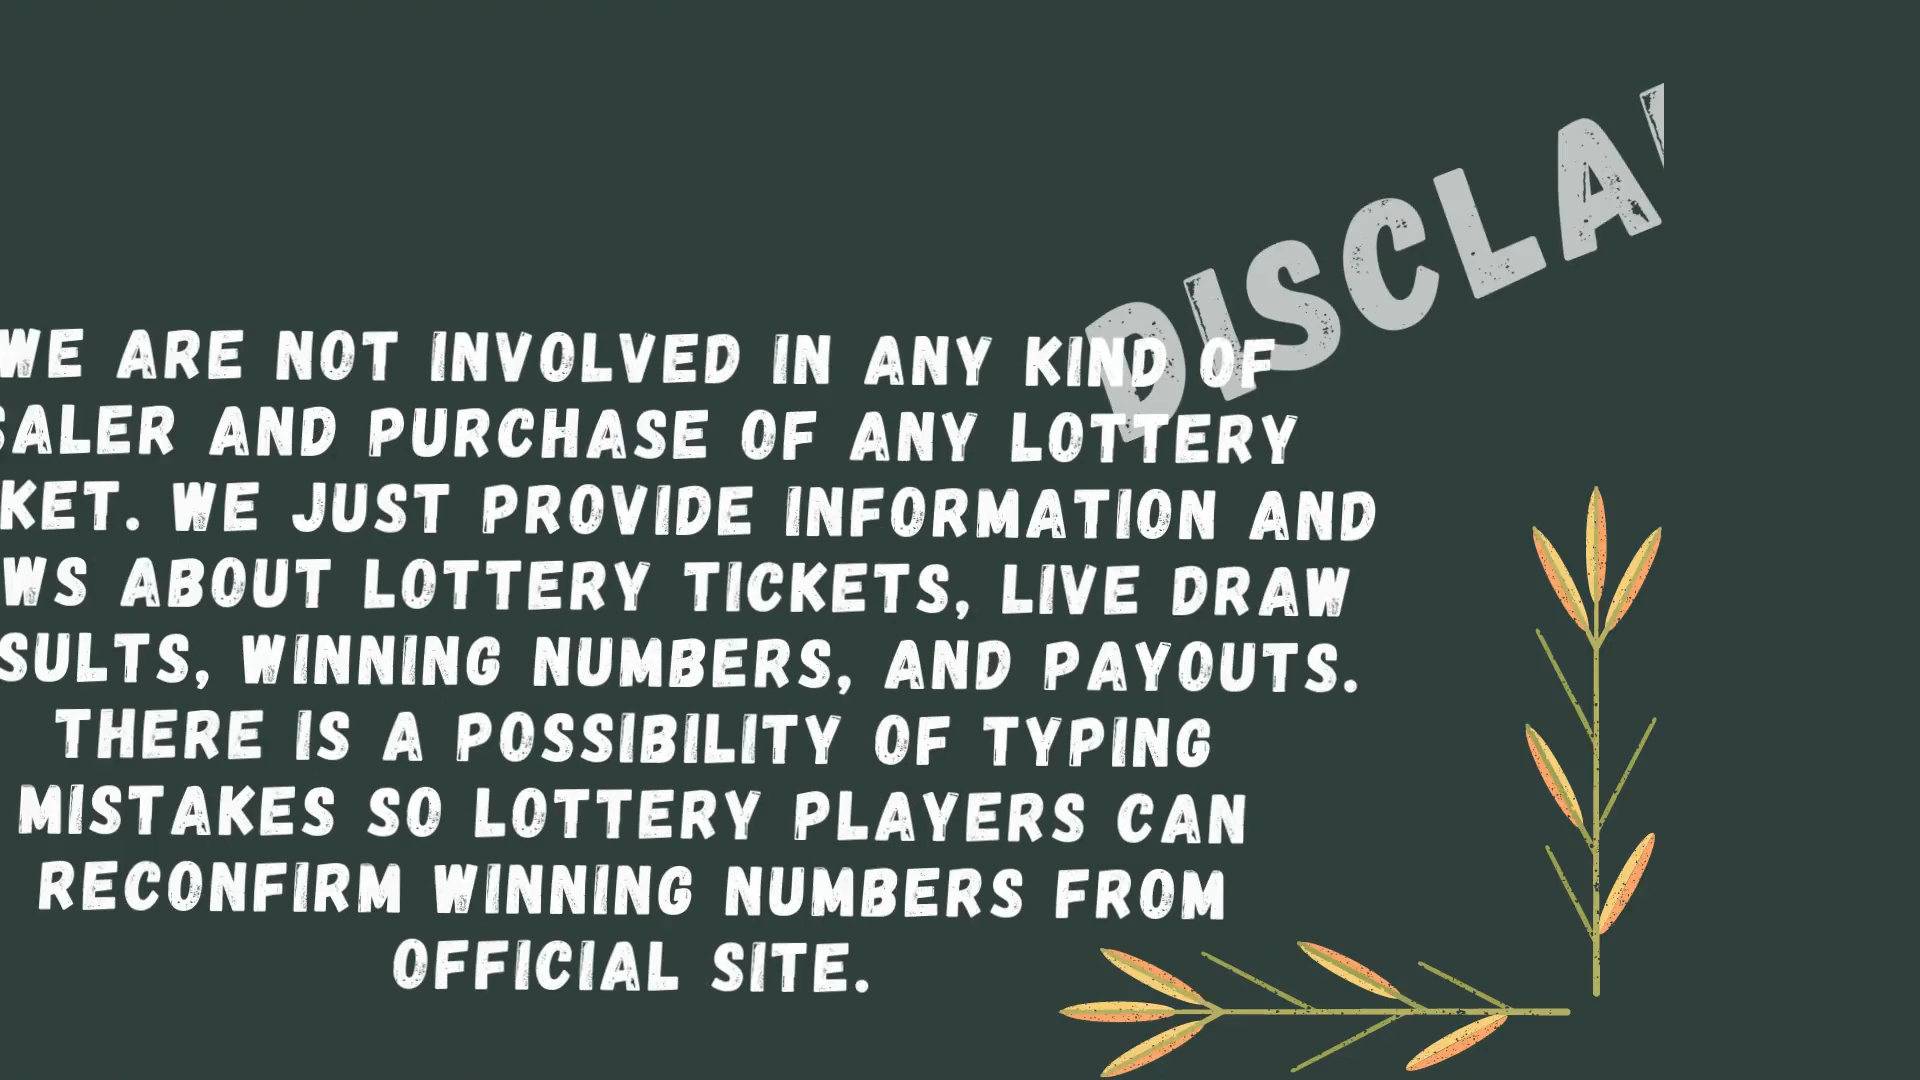 DISCLA
WE ARE NOT INVOLVED IN ANY KIND OF
SALER AND PURCHASE OF ANY LOTTERY
KET. WE JUST PROVIDE INFORMATION AND
WS ABOUT LOTTERY TICKETS, LIVE DRAW
SULTS, WINNING NUMBERS, AND PAYOUTS.
THERE IS A POSSIBILITY OF TYPING
MISTAKES SO LOTTERY PLAYERS CAN
RECONFIRM WINNING NUMBERS FROM
OFFICIAL SITE.